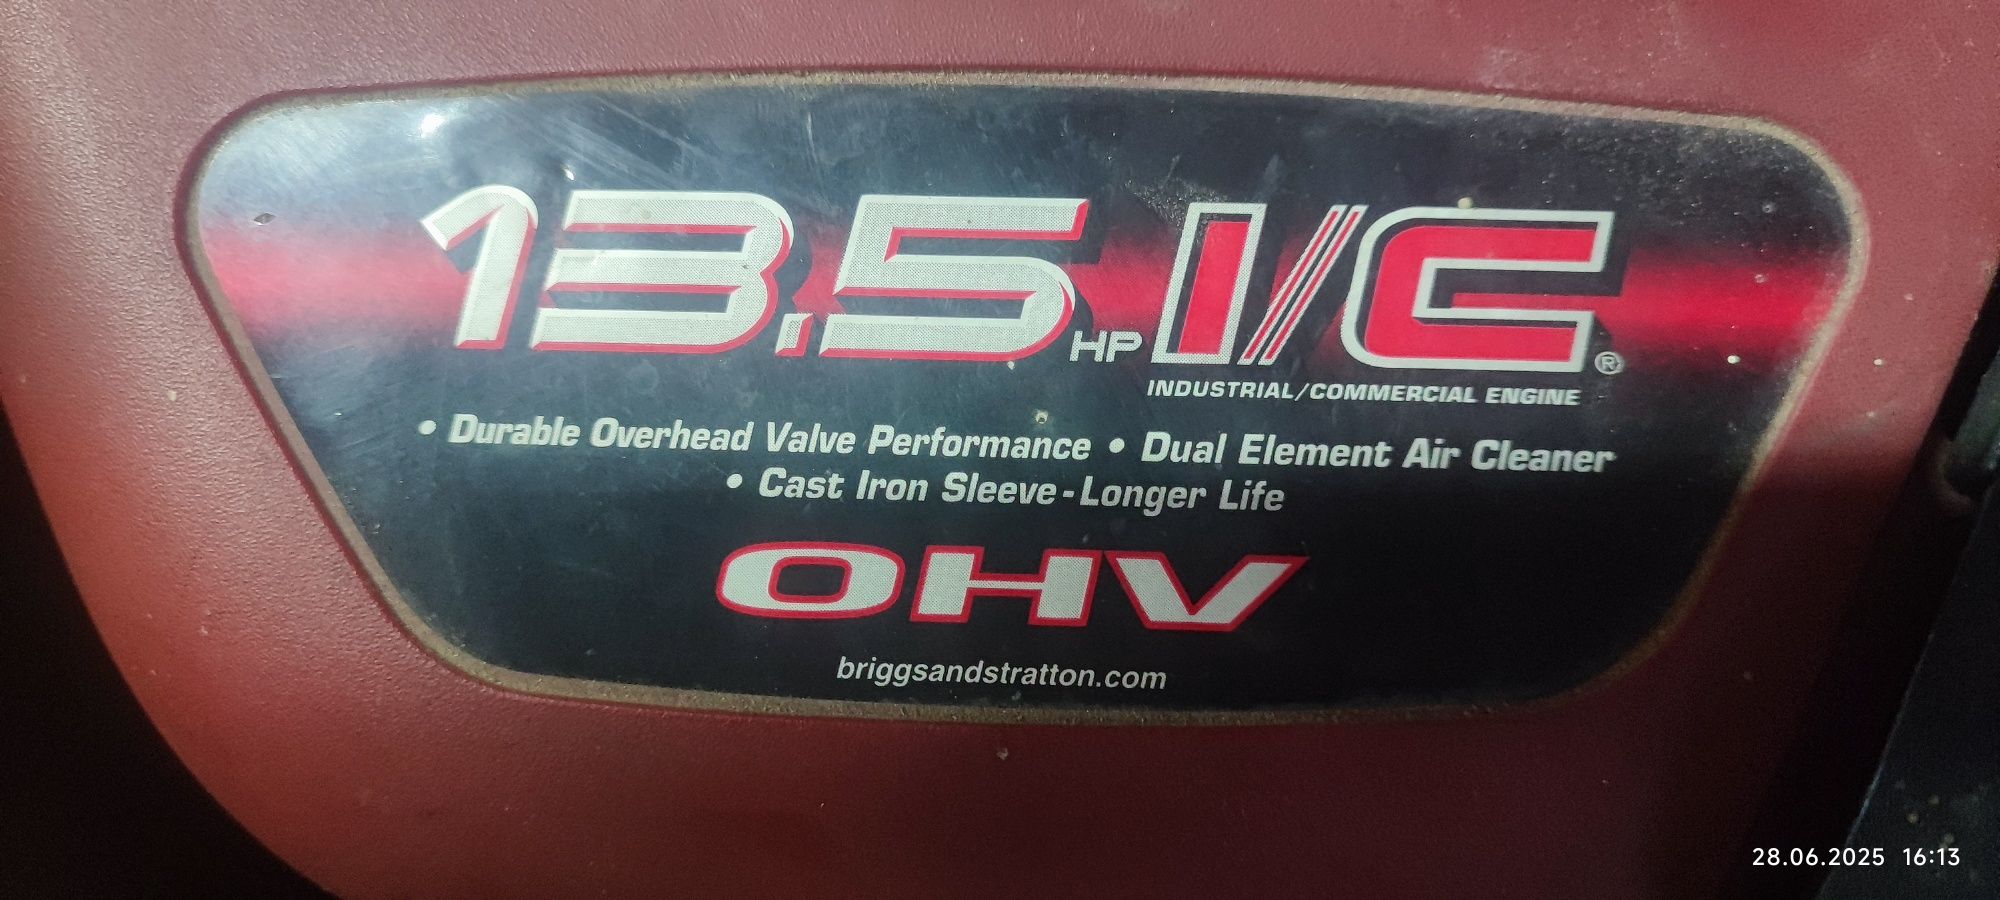 13.5 HP I/C®
INDUSTRIAL/COMMERCIAL ENGINE
• Durable Overhead Valve Performance • Dual Element Air Cleaner
• Cast Iron Sleeve-Longer Life
OHV
briggsandstratton.com
28.06.2025 16:13